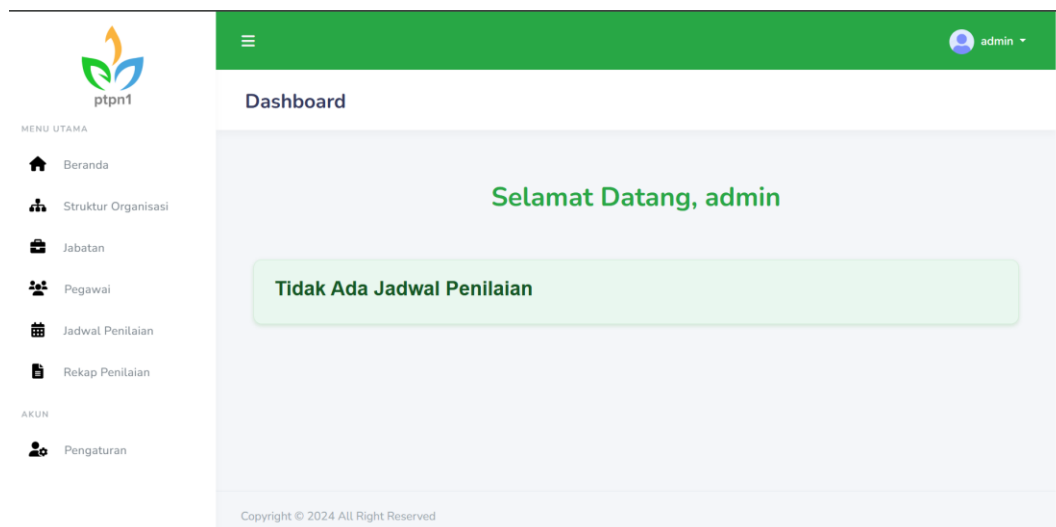 ptpn1
MENU UTAMA
Beranda
Struktur Organisasi
Jabatan
Pegawai
Jadwal Penilaian
Rekap Penilaian
AKUN
Pengaturan
admin
Dashboard
Selamat Datang, admin
Tidak Ada Jadwal Penilaian
Copyright © 2024 All Right Reserved